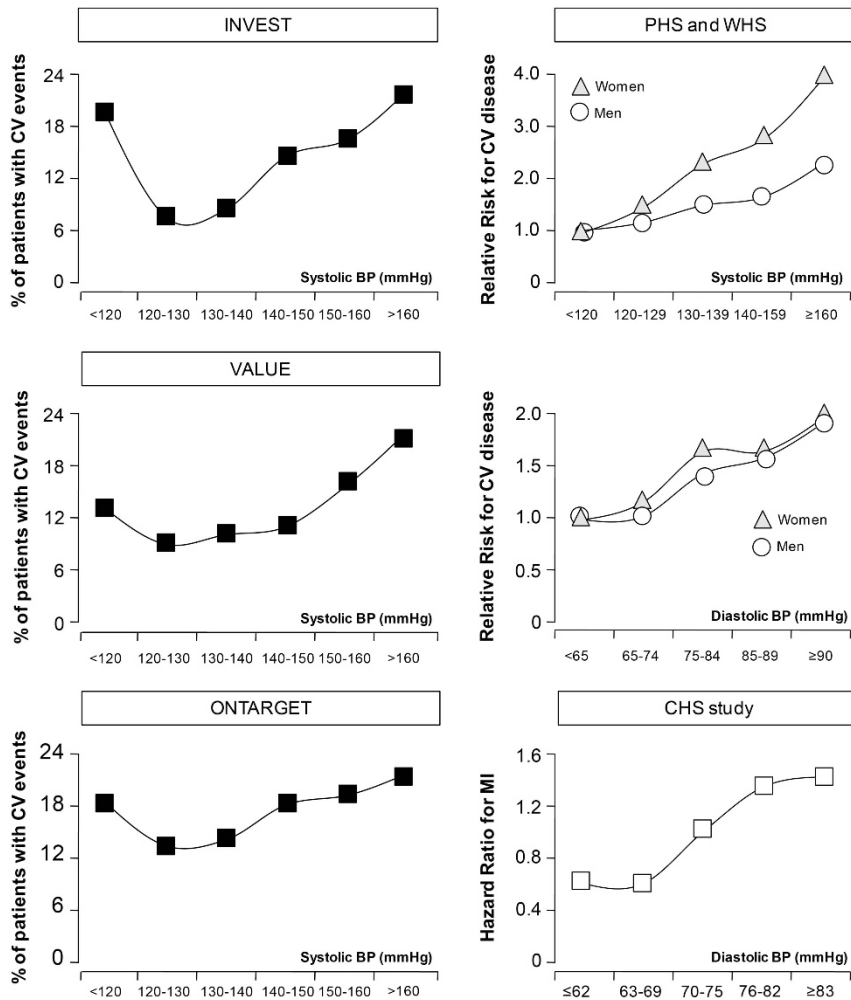 INVEST
% of patients with CV events
24
18
12
6
0
Systolic BP (mmHg)
<120 120-130 130-140 140-150 150-160 >160
PHS and WHS
Relative Risk for CV disease
4.0
3.0
2.0
1.0
0
Women
Men
Systolic BP (mmHg)
<120 120-129 130-139 140-159 ≥160
VALUE
% of patients with CV events
24
18
12
6
0
Systolic BP (mmHg)
<120 120-130 130-140 140-150 150-160 >160
Relative Risk for CV disease
2.0
1.5
1.0
0.5
0
Women
Men
Diastolic BP (mmHg)
<65 65-74 75-84 85-89 ≥90
ONTARGET
% of patients with CV events
24
18
12
6
0
Systolic BP (mmHg)
<120 120-130 130-140 140-150 150-160 >160
CHS study
Hazard Ratio for MI
1.6
1.2
0.8
0.4
0
Diastolic BP (mmHg)
≤62 63-69 70-75 76-82 ≥83